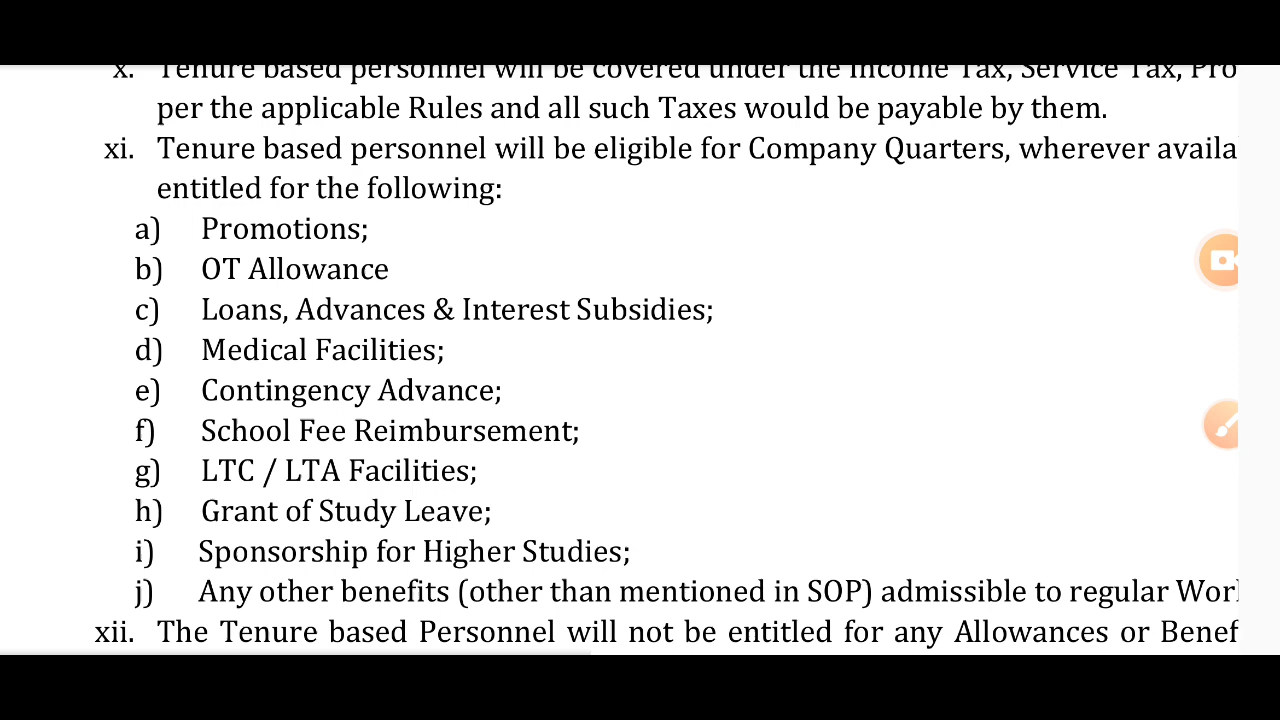 x. Tenure based personnel will be covered under the Income Tax, Service Tax, Pro
per the applicable Rules and all such Taxes would be payable by them.
xi. Tenure based personnel will be eligible for Company Quarters, wherever availa
entitled for the following:
a) Promotions;
b) OT Allowance
c) Loans, Advances & Interest Subsidies;
d) Medical Facilities;
e) Contingency Advance;
f) School Fee Reimbursement;
g) LTC / LTA Facilities;
h) Grant of Study Leave;
i) Sponsorship for Higher Studies;
j) Any other benefits (other than mentioned in SOP) admissible to regular Wor
xii. The Tenure based Personnel will not be entitled for any Allowances or Benef